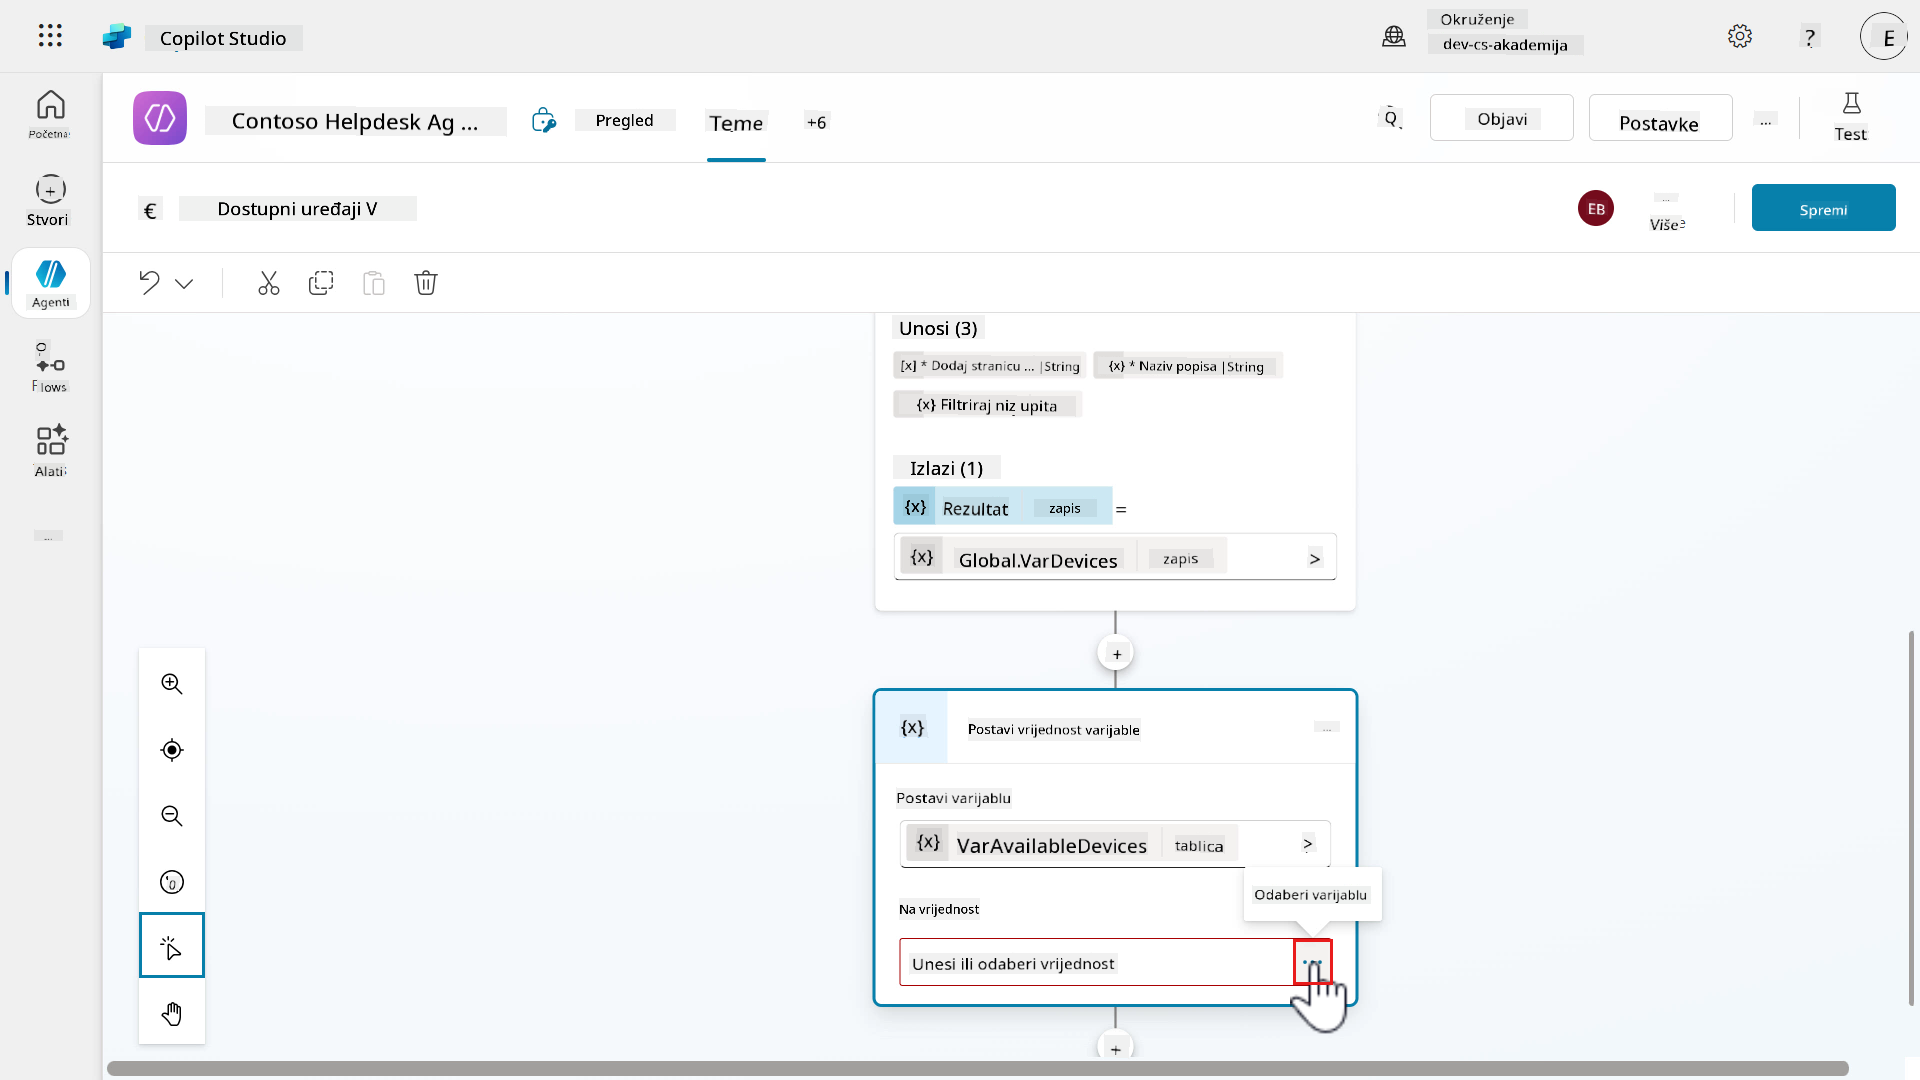 Copilot Studio
Okruženje
dev-cs-akademija
?
E
Početna
Contoso Helpdesk Ag ...
Pregled
Teme
+6
Objavi
Postavke
...
Test
Stvori
Dostupni uređaji V
EB
...
Više
Spremi
Agenti
Flows
Alati
...
Unosi (3)
[x] * Dodaj stranicu ... |String
{x} * Naziv popisa |String
{x} Filtriraj niz upita
Izlazi (1)
{x} Rezultat zapis =
{x} Global.VarDevices zapis >
+
{x} Postavi vrijednost varijable ...
Postavi varijablu
{x} VarAvailableDevices tablica >
Odaberi varijablu
Na vrijednost
Unesi ili odaberi vrijednost ...
+